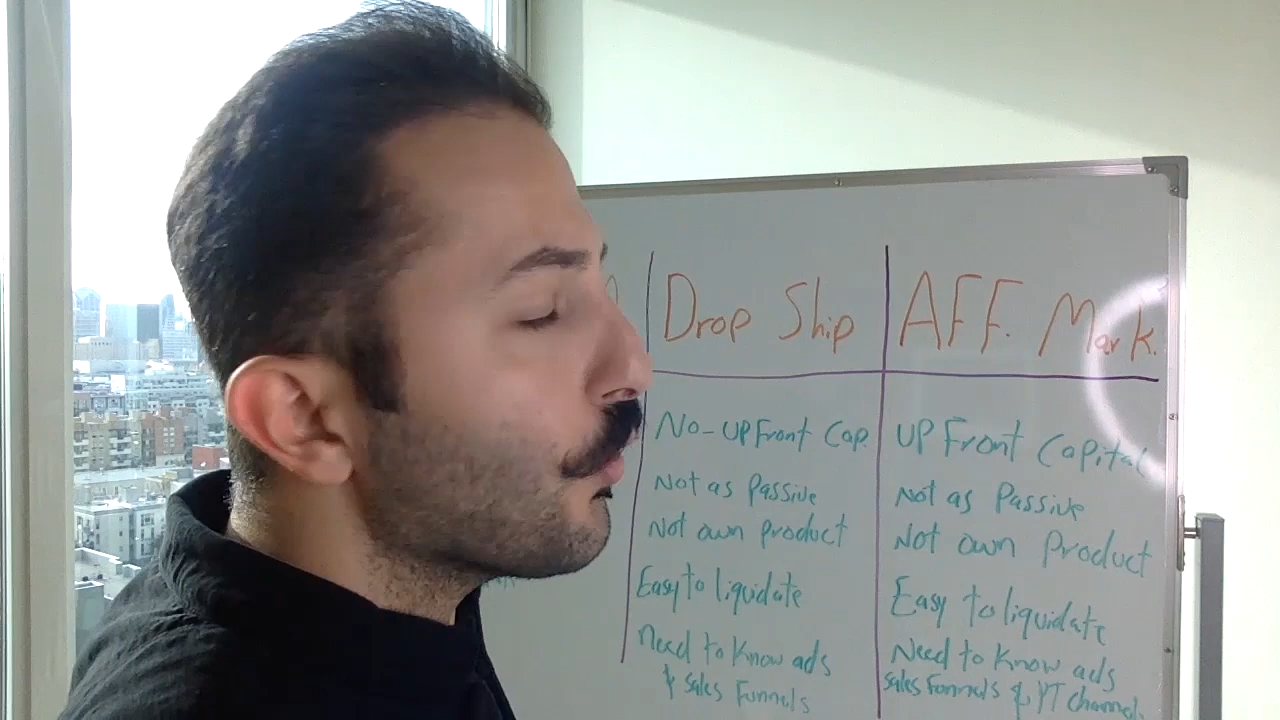 Drop Ship
No-UPFront Cap.
Not as Passive
Not own product
Easy to liquidate
need to Know ads
& sales Funnels
AFF. Mark.
UP Front Capital
Not as Passive
Not own Product
Easy to liquidate
Need to Know ads
sales Funnels & YT channels